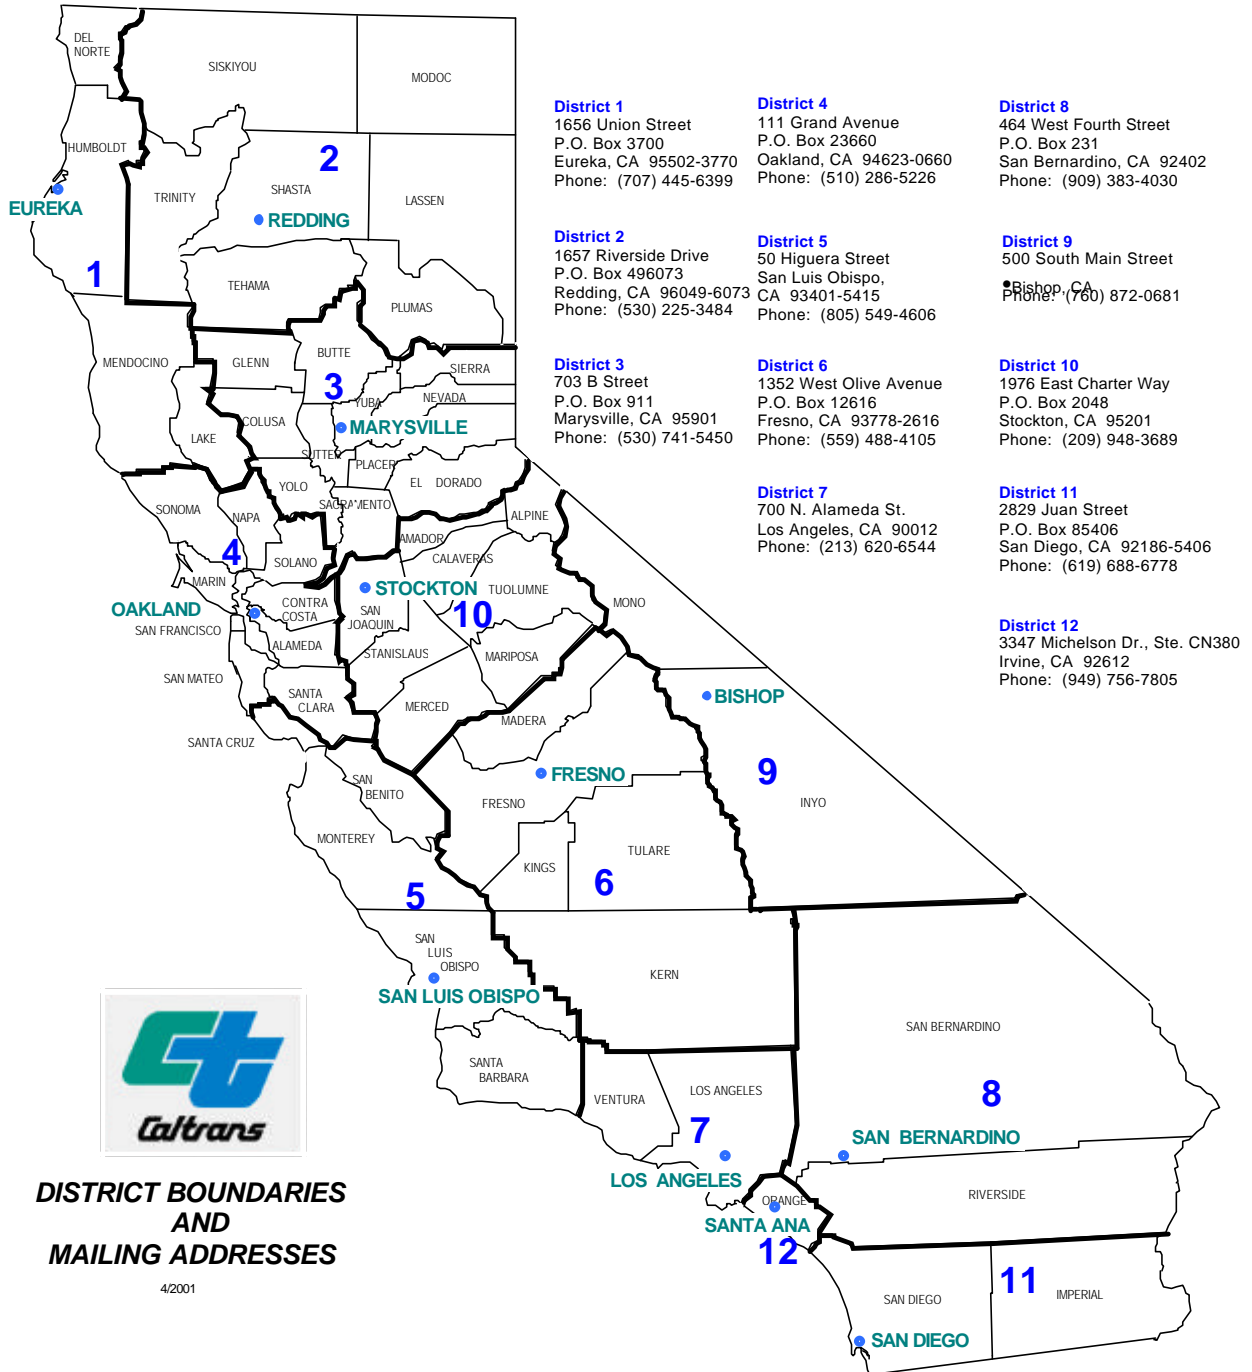 DEL
NORTE
SISKIYOU
MODOC
HUMBOLDT
TRINITY
2
SHASTA
LASSEN
EUREKA
REDDING
1
TEHAMA
PLUMAS
MENDOCINO
GLENN
BUTTE
SIERRA
3
YUBA
NEVADA
COLUSA
MARYSVILLE
LAKE
SUTTER
PLACER
YOLO
EL DORADO
SONOMA
NAPA
SACRAMENTO
ALPINE
4
AMADOR
SOLANO
CALAVERAS
MARIN
STOCKTON
TUOLUMNE
CONTRA
COSTA
OAKLAND
SAN
JOAQUIN
10
MONO
SAN FRANCISCO
ALAMEDA
STANISLAUS
MARIPOSA
SAN MATEO
SANTA
CLARA
MERCED
BISHOP
MADERA
SANTA CRUZ
SAN
BENITO
FRESNO
9
FRESNO
INYO
MONTEREY
TULARE
KINGS
6
5
SAN
LUIS
OBISPO
KERN
SAN LUIS OBISPO
SAN BERNARDINO
SANTA
BARBARA
VENTURA
LOS ANGELES
8
7
SAN BERNARDINO
LOS ANGELES
RIVERSIDE
ORANGE
SANTA ANA
12
11
SAN DIEGO
IMPERIAL
SAN DIEGO
District 1
1656 Union Street
P.O. Box 3700
Eureka, CA 95502-3770
Phone: (707) 445-6399
District 2
1657 Riverside Drive
P.O. Box 496073
Redding, CA 96049-6073
Phone: (530) 225-3484
District 3
703 B Street
P.O. Box 911
Marysville, CA 95901
Phone: (530) 741-5450
District 4
111 Grand Avenue
P.O. Box 23660
Oakland, CA 94623-0660
Phone: (510) 286-5226
District 5
50 Higuera Street
San Luis Obispo,
CA 93401-5415
Phone: (805) 549-4606
District 6
1352 West Olive Avenue
P.O. Box 12616
Fresno, CA 93778-2616
Phone: (559) 488-4105
District 7
700 N. Alameda St.
Los Angeles, CA 90012
Phone: (213) 620-6544
District 8
464 West Fourth Street
P.O. Box 231
San Bernardino, CA 92402
Phone: (909) 383-4030
District 9
500 South Main Street
•Bishop, CA
Phone: (760) 872-0681
District 10
1976 East Charter Way
P.O. Box 2048
Stockton, CA 95201
Phone: (209) 948-3689
District 11
2829 Juan Street
P.O. Box 85406
San Diego, CA 92186-5406
Phone: (619) 688-6778
District 12
3347 Michelson Dr., Ste. CN380
Irvine, CA 92612
Phone: (949) 756-7805
Ct
Caltrans
DISTRICT BOUNDARIES
AND
MAILING ADDRESSES
4/2001